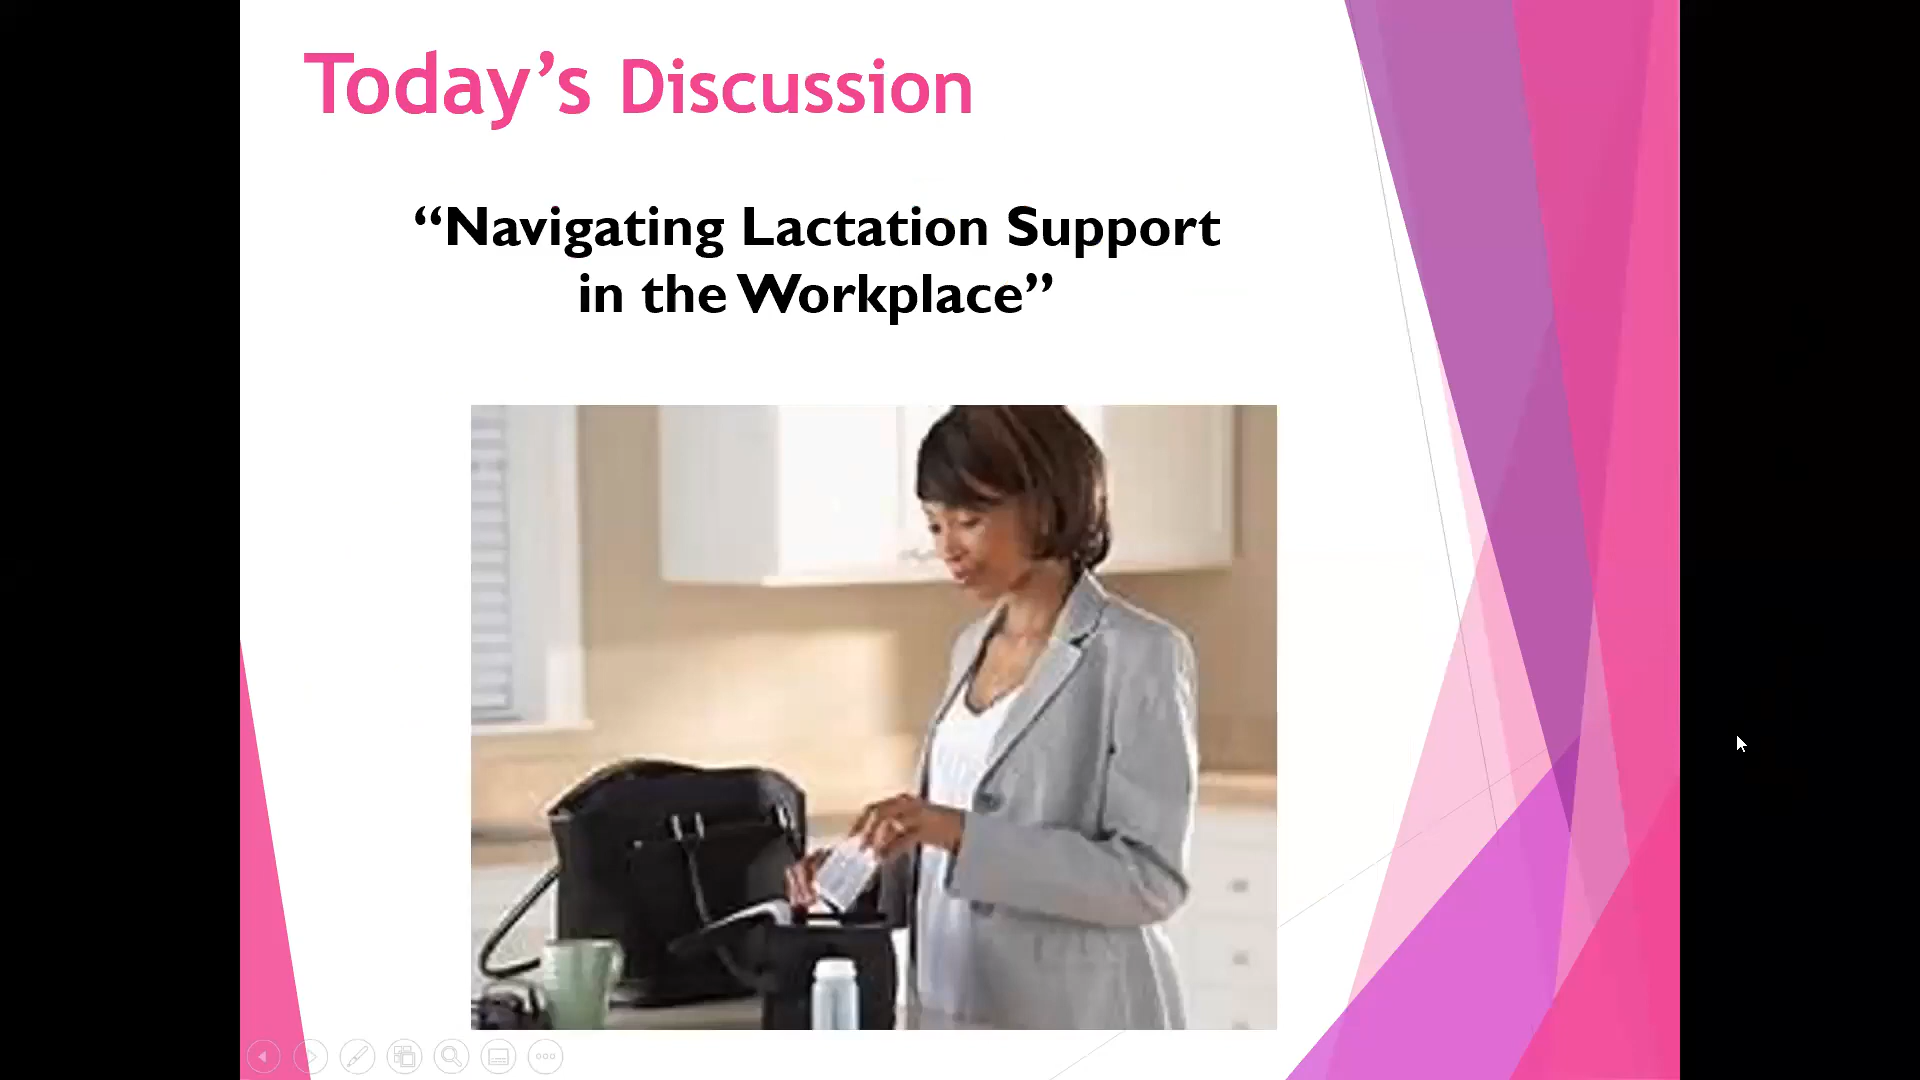 Today’s Discussion
“Navigating Lactation Support
in the Workplace”